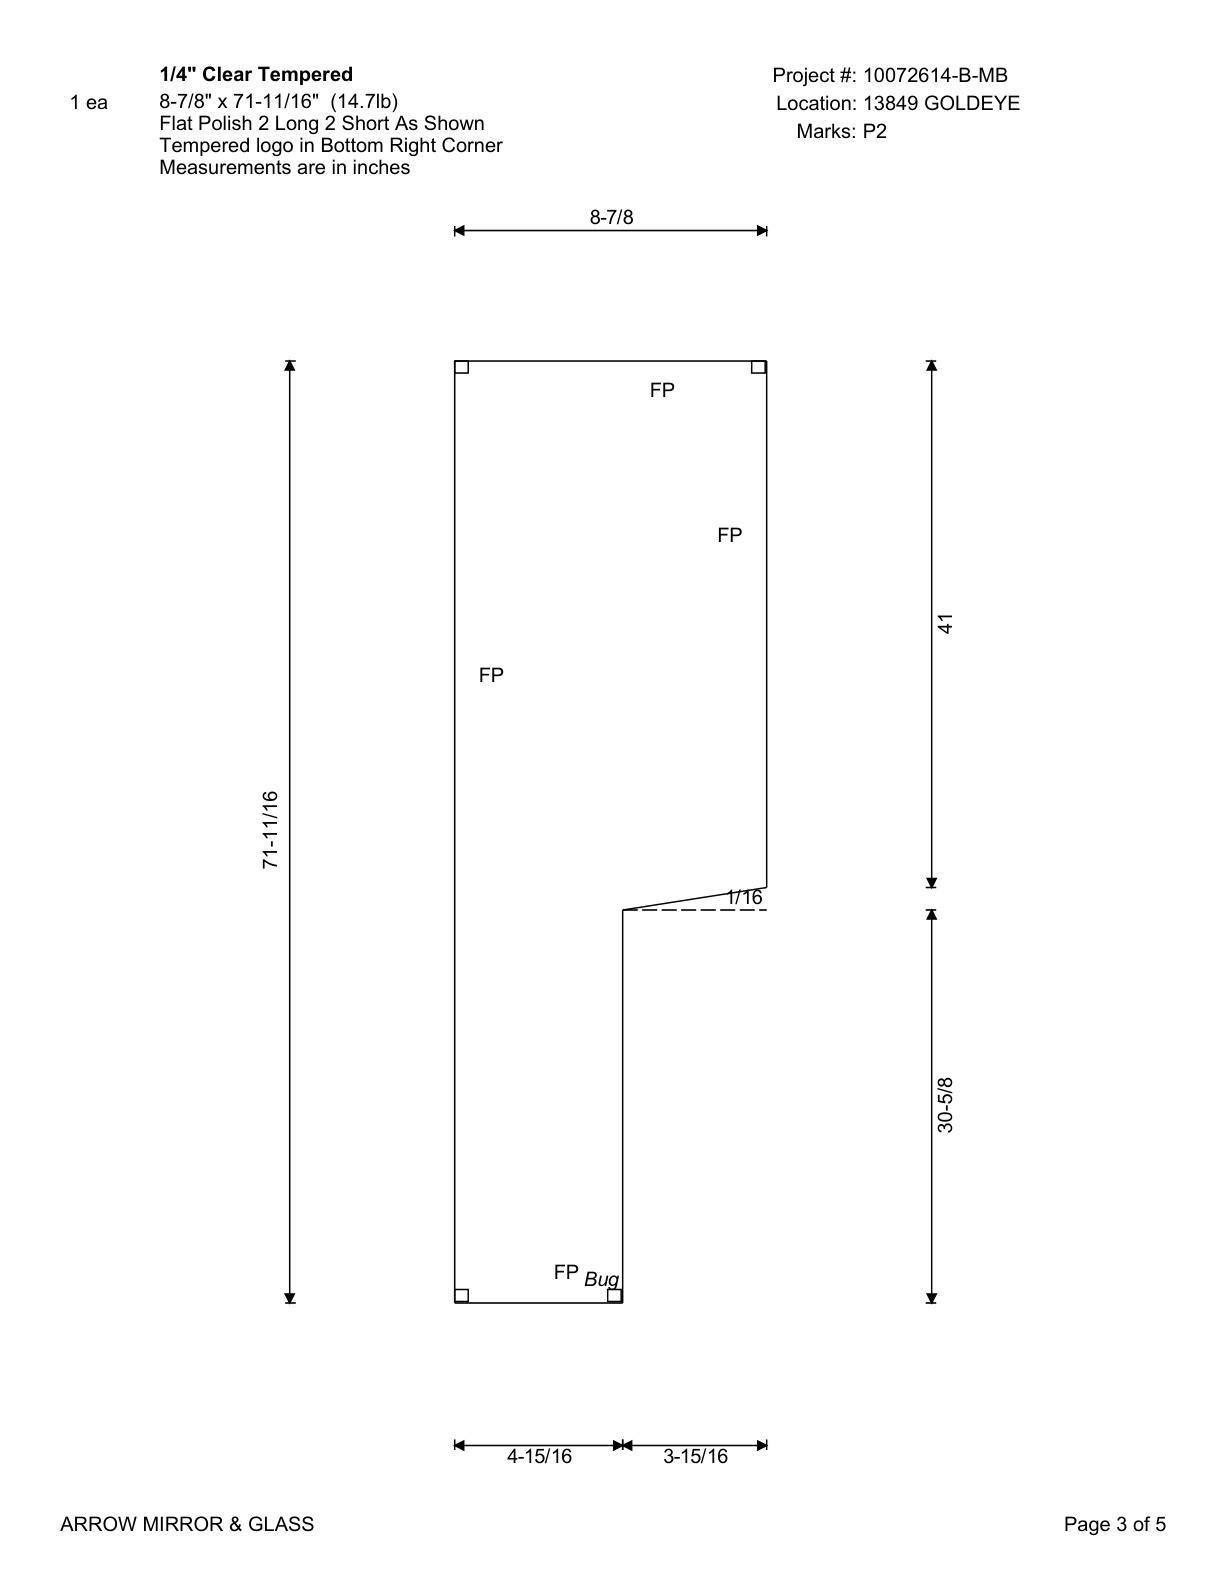 1/4" Clear Tempered
1 ea
8-7/8" x 71-11/16" (14.7lb)
Flat Polish 2 Long 2 Short As Shown
Tempered logo in Bottom Right Corner
Measurements are in inches
Project #: 10072614-B-MB
Location: 13849 GOLDEYE
Marks: P2
8-7/8
FP
FP
41
FP
71-11/16
1/16
30-5/8
FP
Bug
4-15/16
3-15/16
ARROW MIRROR & GLASS
Page 3 of 5